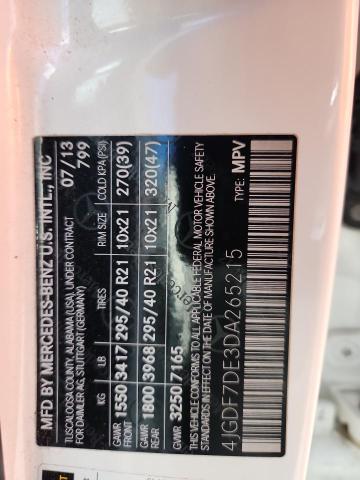 MFD BY MERCEDES-BENZ U.S. INTL., INC
TUSCALOOSA COUNTY, ALABAMA (USA) UNDER CONTRACT
FOR DAIMLER AG, STUTTGART (GERMANY)
07/13
799
KG LB TIRES RIM SIZE COLD KPA (PSI)
GAWR FRONT 1550 3417 295/40 R21 10x21 270(39)
GAWR REAR 1800 3968 295/40 R21 10x21 320(47)
GVWR 3250 7165
THIS VEHICLE CONFORMS TO ALL APPLICABLE FEDERAL MOTOR VEHICLE SAFETY
STANDARDS IN EFFECT ON THE DATE OF MANUFACTURE SHOWN ABOVE.
4JGDF7DE3DA265215 TYPE: MPV